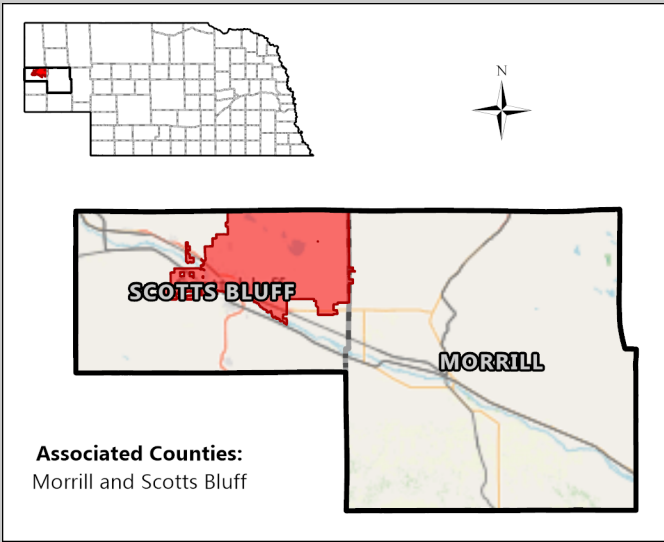 N
SCOTTS BLUFF
MORRILL
Associated Counties:
Morrill and Scotts Bluff